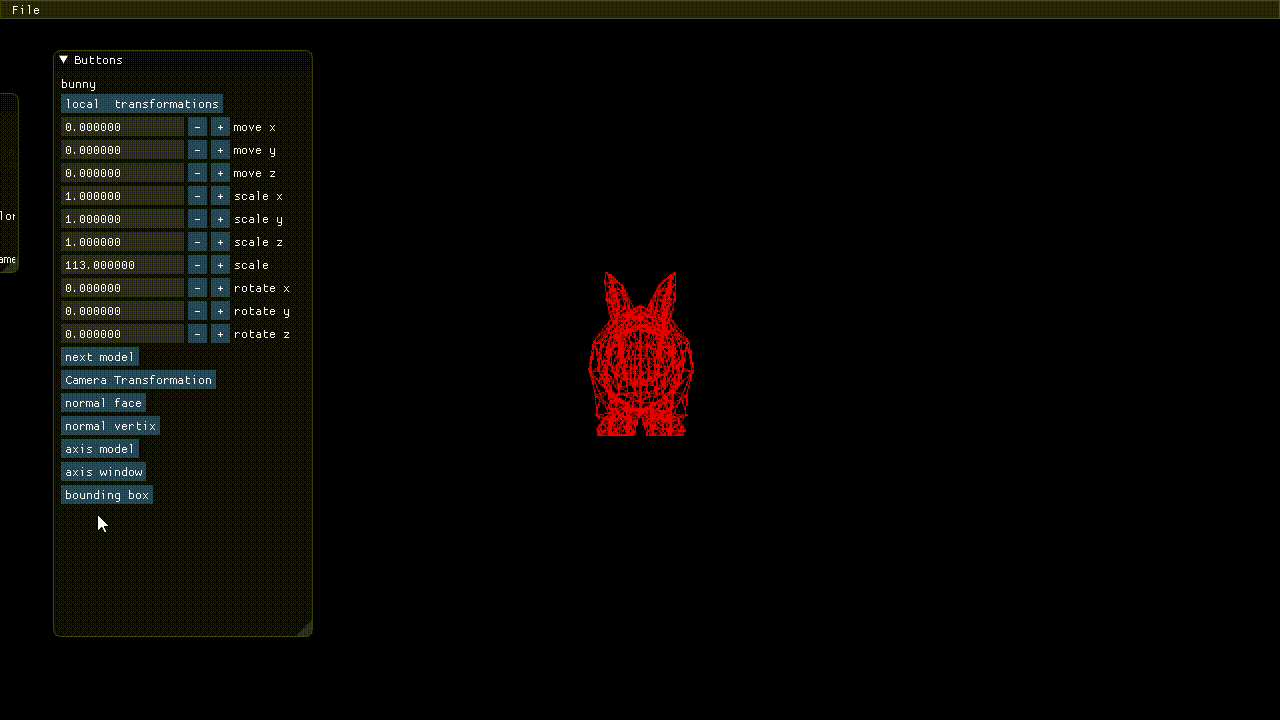 File
Buttons
bunny
local  transformations
0.000000 - + move x
0.000000 - + move y
0.000000 - + move z
1.000000 - + scale x
1.000000 - + scale y
1.000000 - + scale z
113.000000 - + scale
0.000000 - + rotate x
0.000000 - + rotate y
0.000000 - + rotate z
next model
Camera Transformation
normal face
normal vertix
axis model
axis window
bounding box